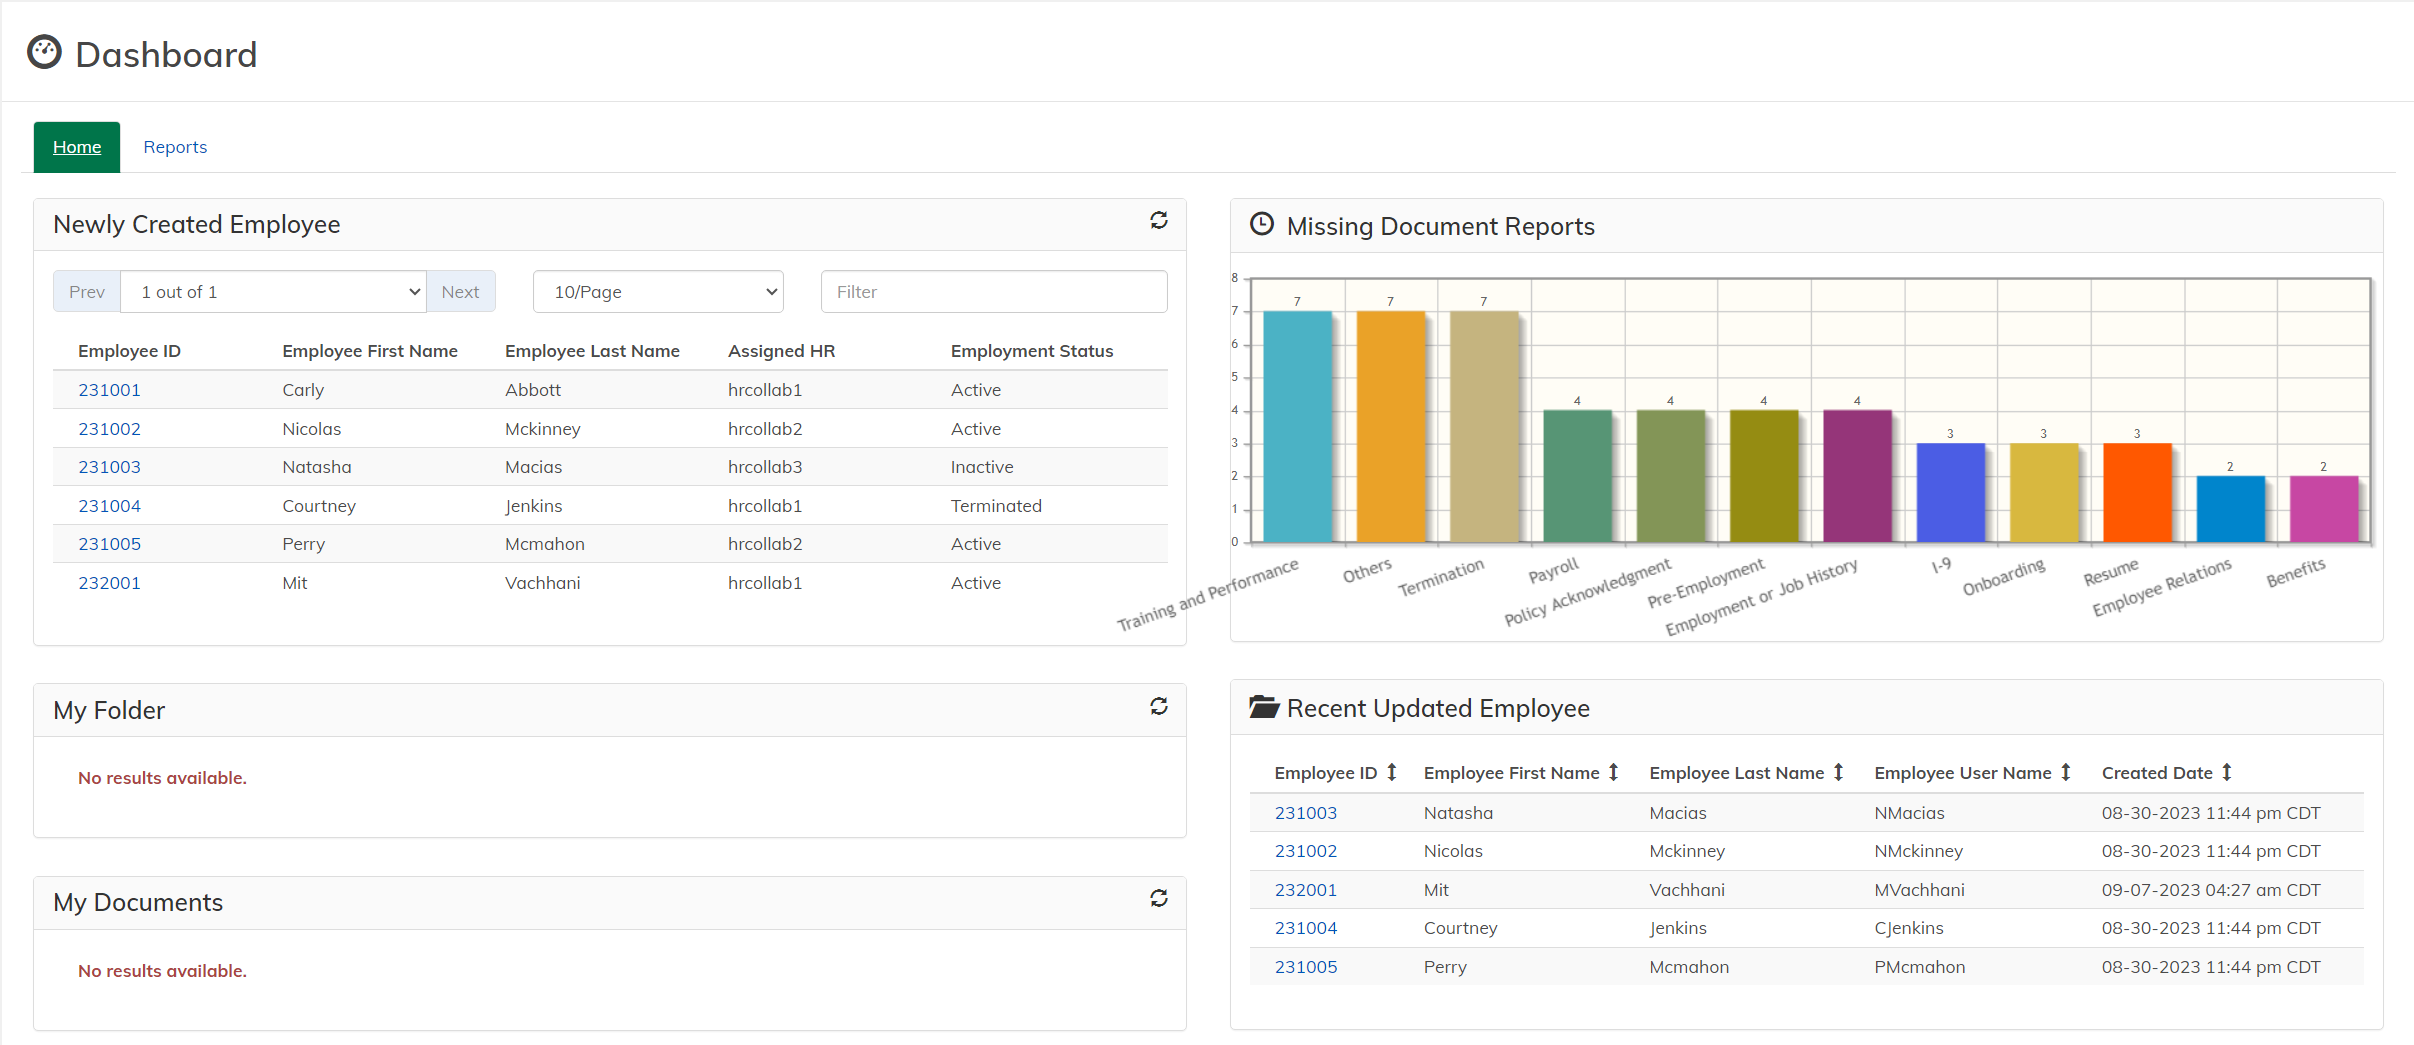 Dashboard
Home Reports
Newly Created Employee
Prev 1 out of 1 Next 10/Page Filter
Employee ID Employee First Name Employee Last Name Assigned HR Employment Status
231001 Carly Abbott hrcollab1 Active
231002 Nicolas Mckinney hrcollab2 Active
231003 Natasha Macias hrcollab3 Inactive
231004 Courtney Jenkins hrcollab1 Terminated
231005 Perry Mcmahon hrcollab2 Active
232001 Mit Vachhani hrcollab1 Active
Missing Document Reports
8
7
6
5
4
3
2
1
0
7 7 7 4 4 4 4 3 3 3 2 2
Training and Performance
Others
Termination
Payroll
Policy Acknowledgment
Pre-Employment
Employment or Job History
I-9
Onboarding
Resume
Employee Relations
Benefits
My Folder
No results available.
My Documents
No results available.
Recent Updated Employee
Employee ID Employee First Name Employee Last Name Employee User Name Created Date
231003 Natasha Macias NMacias 08-30-2023 11:44 pm CDT
231002 Nicolas Mckinney NMckinney 08-30-2023 11:44 pm CDT
232001 Mit Vachhani MVachhani 09-07-2023 04:27 am CDT
231004 Courtney Jenkins CJenkins 08-30-2023 11:44 pm CDT
231005 Perry Mcmahon PMcmahon 08-30-2023 11:44 pm CDT